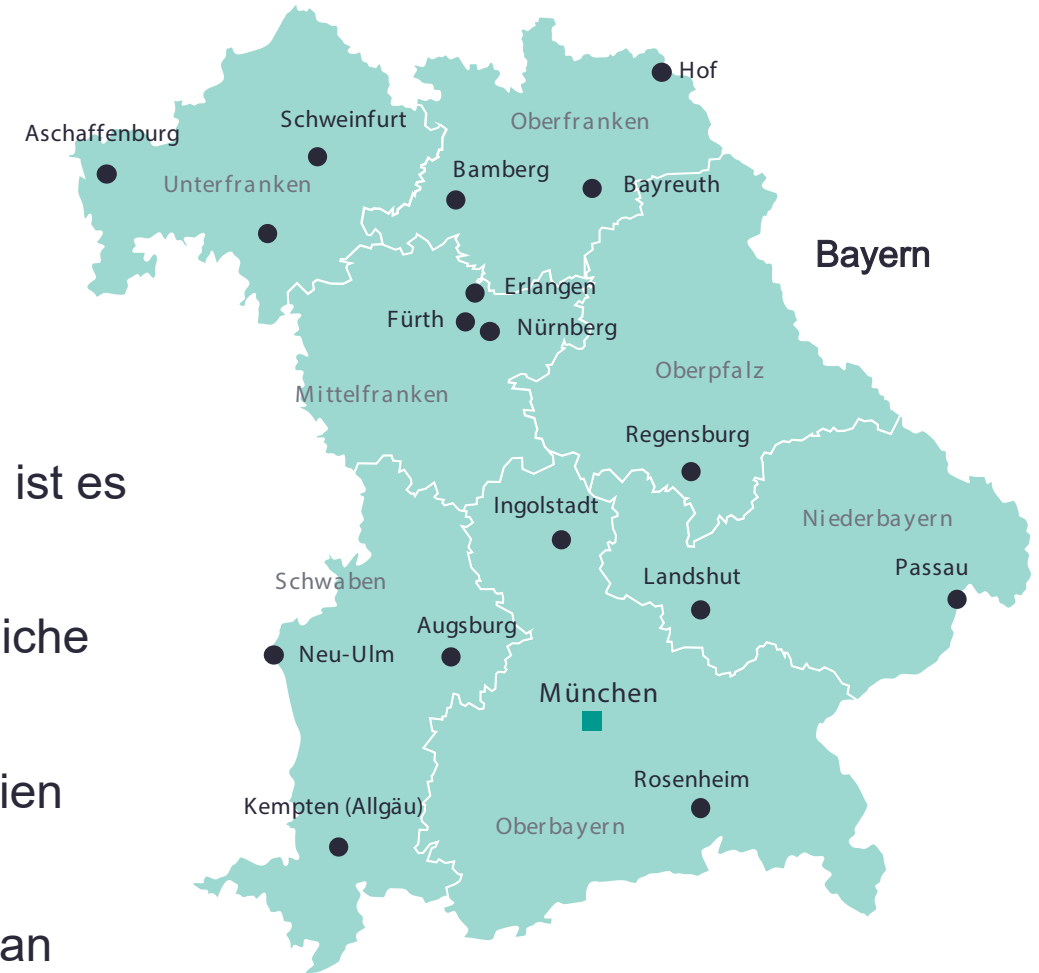 Hof
Schweinfurt
Oberfranken
Aschaffenburg
Bamberg
Unterfranken
Bayreuth
Bayern
Erlangen
Fürth
Nürnberg
Oberpfalz
Mittelfranken
Regensburg
ist es
Ingolstadt
Niederbayern
Passau
Landshut
Schwaben
Augsburg
iche
Neu-Ulm
München
Rosenheim
ien
Kempten (Allgäu)
Oberbayern
an